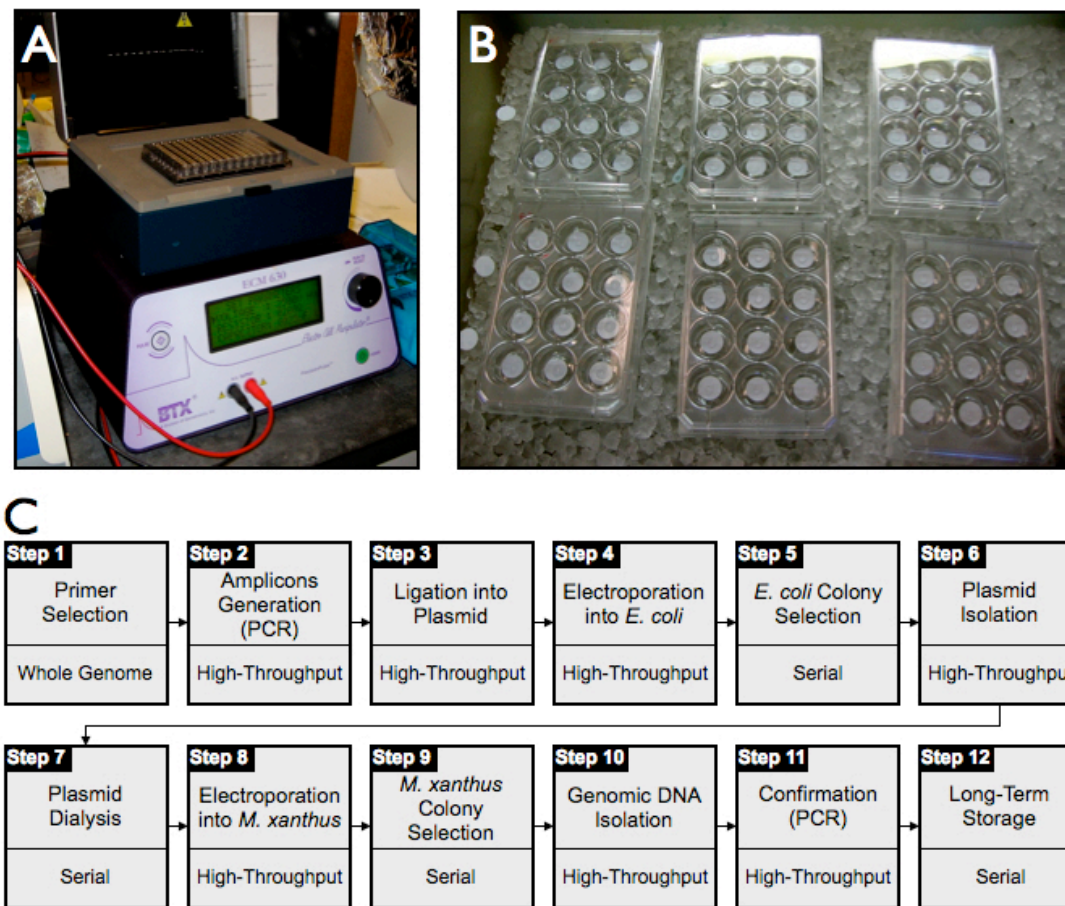 A
B
ECM 630
Electro Cell Manipulator
BTX
C
Step 1
Primer
Selection
Whole Genome
Step 2
Amplicons
Generation
(PCR)
High-Throughput
Step 3
Ligation into
Plasmid
High-Throughput
Step 4
Electroporation
into E. coli
High-Throughput
Step 5
E. coli Colony
Selection
Serial
Step 6
Plasmid
Isolation
High-Throughput
Step 7
Plasmid
Dialysis
Serial
Step 8
Electroporation
into M. xanthus
High-Throughput
Step 9
M. xanthus
Colony
Selection
Serial
Step 10
Genomic DNA
Isolation
High-Throughput
Step 11
Confirmation
(PCR)
High-Throughput
Step 12
Long-Term
Storage
Serial